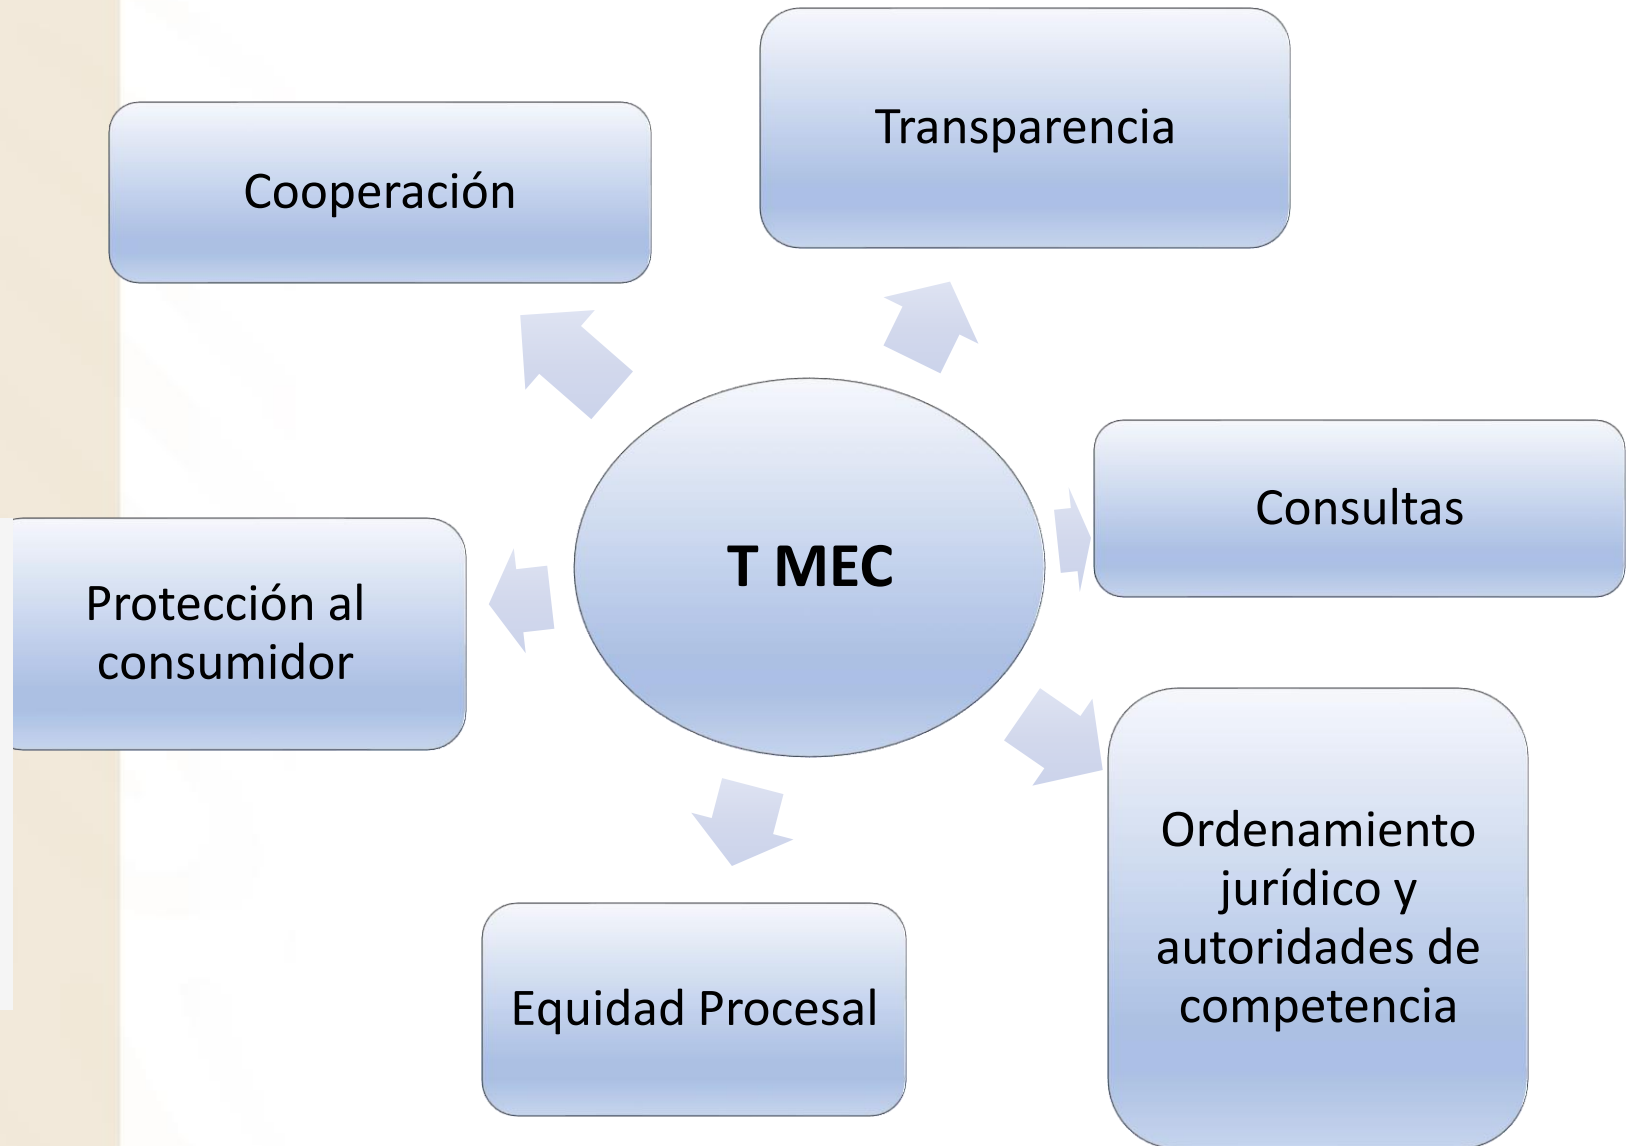 Transparencia
Cooperación
Consultas
T MEC
Protección al
consumidor
Ordenamiento
jurídico y
autoridades de
competencia
Equidad Procesal